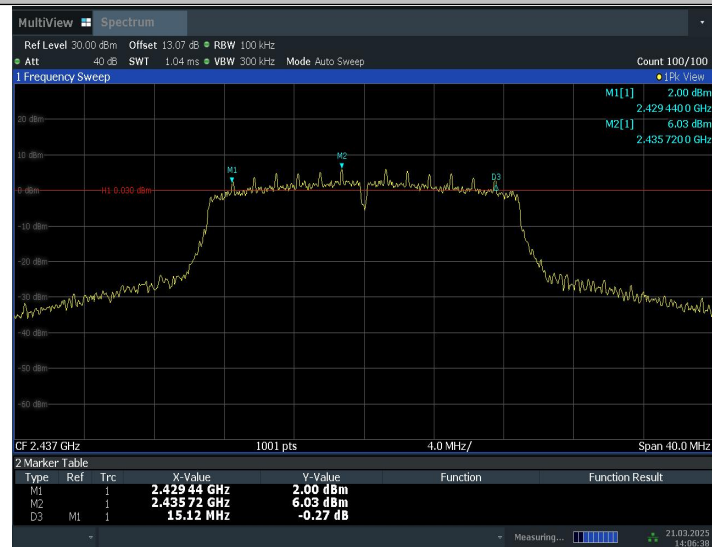 MultiView Spectrum
Ref Level 30.00 dBm Offset 13.07 dB RBW 100 kHz
Att 40 dB SWT 1.04 ms VBW 300 kHz Mode Auto Sweep Count 100/100
1 Frequency Sweep 1Pk View
M1[1] 2.00 dBm
2.429 440 0 GHz
M2[1] 6.03 dBm
2.435 720 0 GHz
20 dBm
10 dBm
M2
M1
D3
0 dBm
H1 0.030 dBm
-10 dBm
-20 dBm
-30 dBm
-40 dBm
-50 dBm
-60 dBm
CF 2.437 GHz 1001 pts 4.0 MHz/ Span 40.0 MHz
2 Marker Table
Type Ref Trc X-Value Y-Value Function Function Result
M1 1 2.429 44 GHz 2.00 dBm
M2 1 2.435 72 GHz 6.03 dBm
D3 M1 1 15.12 MHz -0.27 dB
Measuring... 21.03.2025
14:06:38